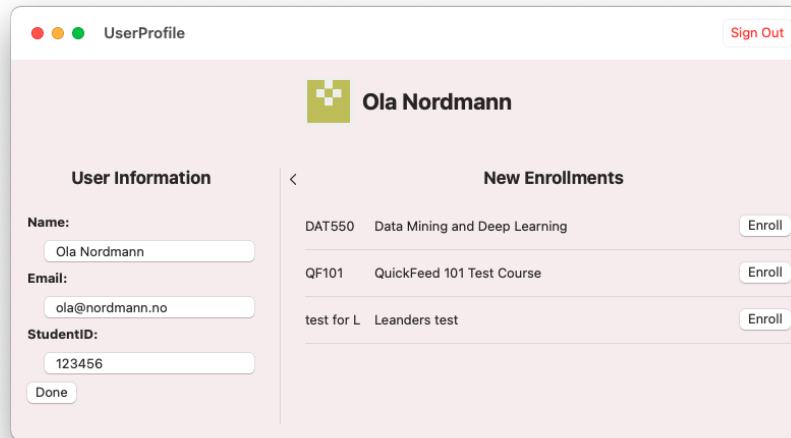 UserProfile
Sign Out
Ola Nordmann
User Information
Name:
Ola Nordmann
Email:
ola@nordmann.no
StudentID:
123456
Done
New Enrollments
DAT550 Data Mining and Deep Learning Enroll
QF101 QuickFeed 101 Test Course Enroll
test for L Leanders test Enroll